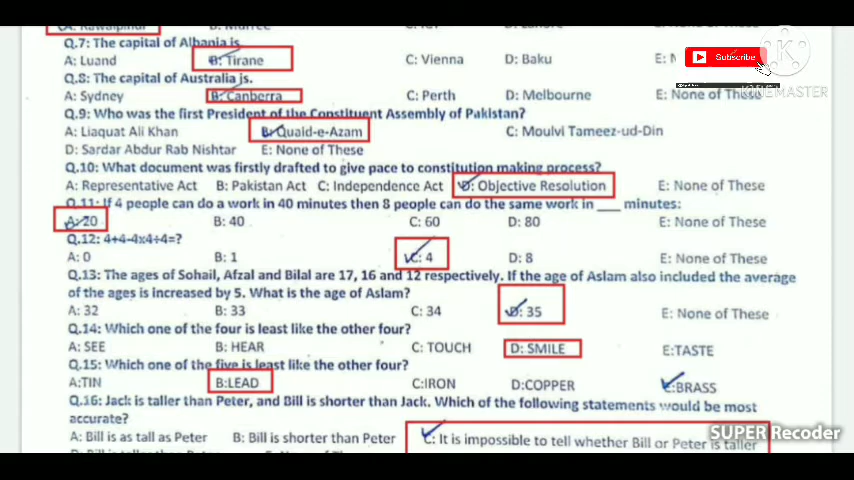 A: Rawalpindi B: Murree
Q.7: The capital of Albania is
A: Luand B: Tirane C: Vienna D: Baku E: N
Subscribe
Q.8: The capital of Australia is.
A: Sydney B: Canberra C: Perth D: Melbourne E: None of These
KINEMASTER
Q.9: Who was the first President of the Constituent Assembly of Pakistan?
A: Liaquat Ali Khan B: Quaid-e-Azam C: Moulvi Tameez-ud-Din
D: Sardar Abdur Rab Nishtar E: None of These
Q.10: What document was firstly drafted to give pace to constitution making process?
A: Representative Act B: Pakistan Act C: Independence Act D: Objective Resolution E: None of These
Q.11: If 4 people can do a work in 40 minutes then 8 people can do the same work in ___ minutes:
A: 20 B: 40 C: 60 D: 80 E: None of These
Q.12: 4+4-4x4÷4=?
A: 0 B: 1 C: 4 D: 8 E: None of These
Q.13: The ages of Sohail, Afzal and Bilal are 17, 16 and 12 respectively. If the age of Aslam also included the average
of the ages is increased by 5. What is the age of Aslam?
A: 32 B: 33 C: 34 D: 35 E: None of These
Q.14: Which one of the four is least like the other four?
A: SEE B: HEAR C: TOUCH D: SMILE E:TASTE
Q.15: Which one of the five is least like the other four?
A:TIN B:LEAD C:IRON D:COPPER E:BRASS
Q.16: Jack is taller than Peter, and Bill is shorter than Jack. Which of the following statements would be most
accurate?
SUPER Recorder
A: Bill is as tall as Peter B: Bill is shorter than Peter C: It is impossible to tell whether Bill or Peter is taller